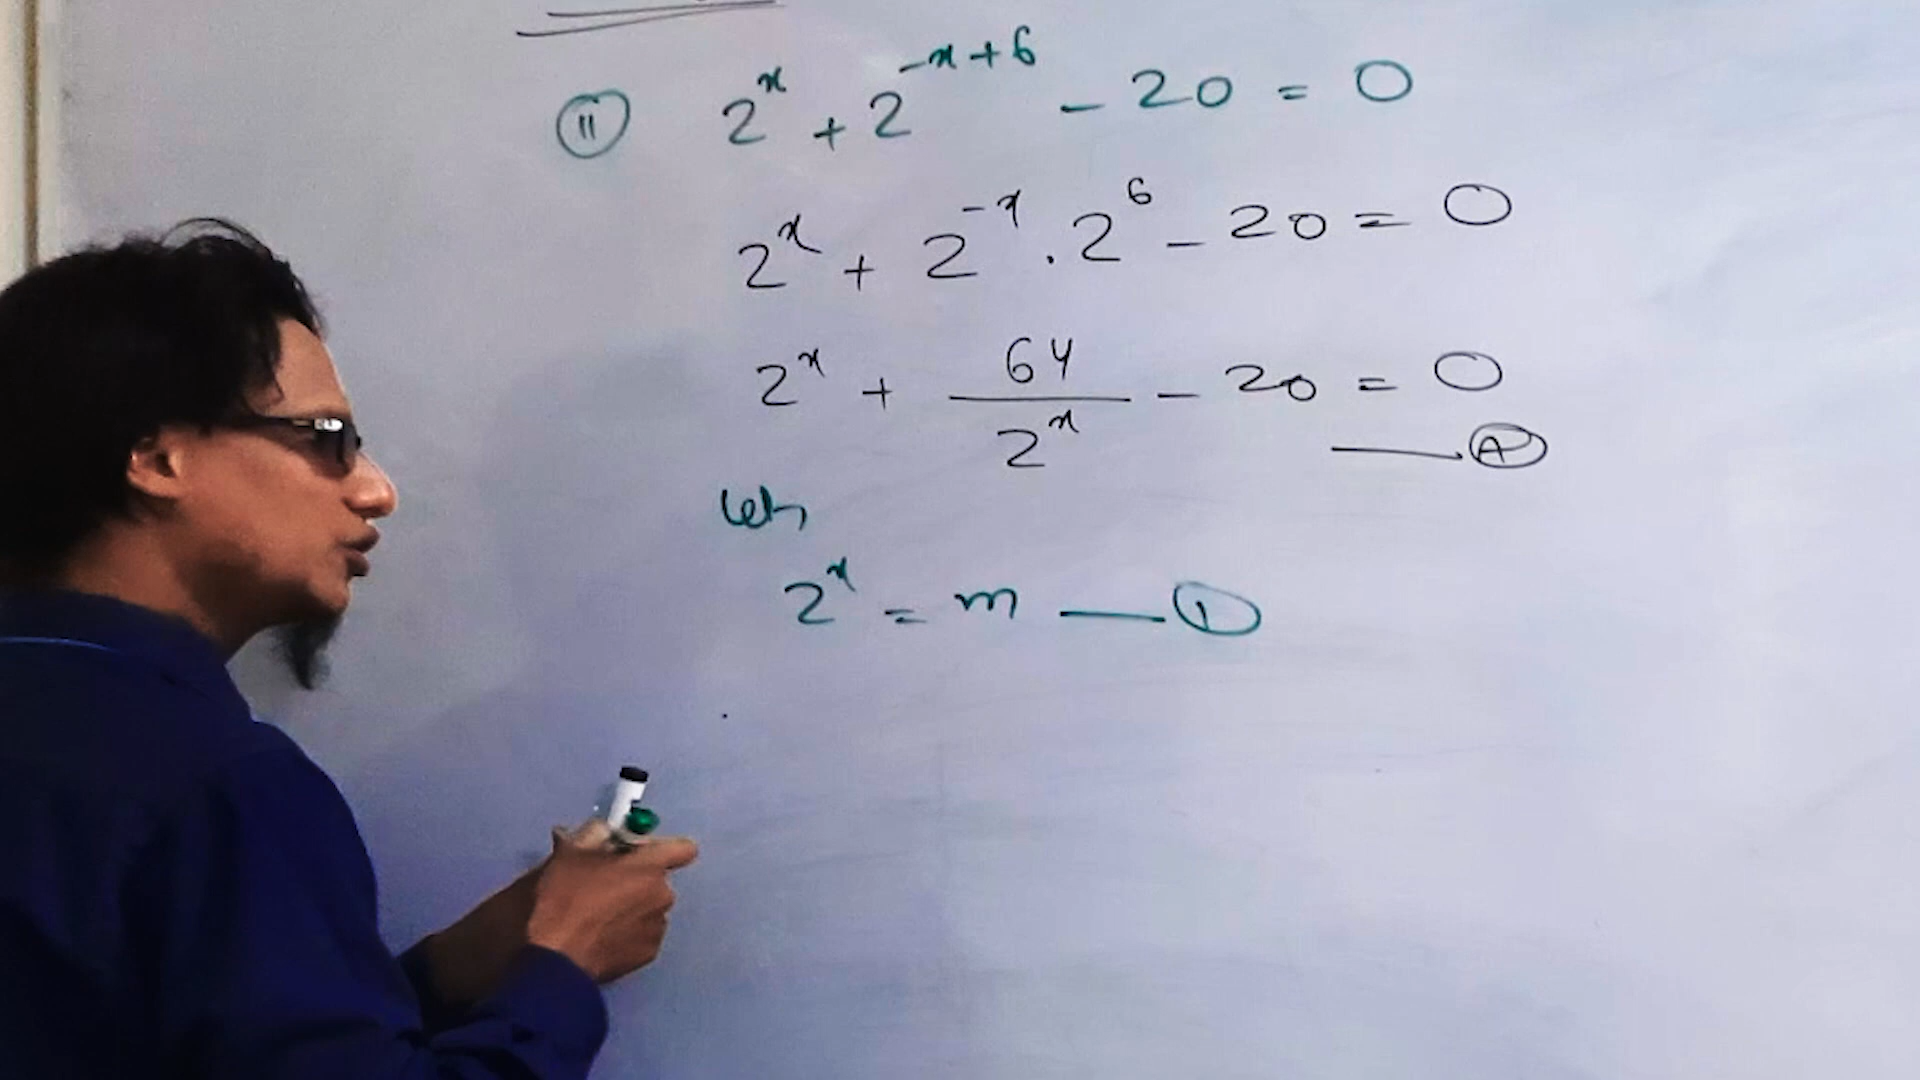 (ii) 2^x + 2^(-x+6) - 20 = 0
2^x + 2^-x . 2^6 - 20 = 0
2^x + 64/2^x - 20 = 0 —(A)
let,
2^x = m —(1)